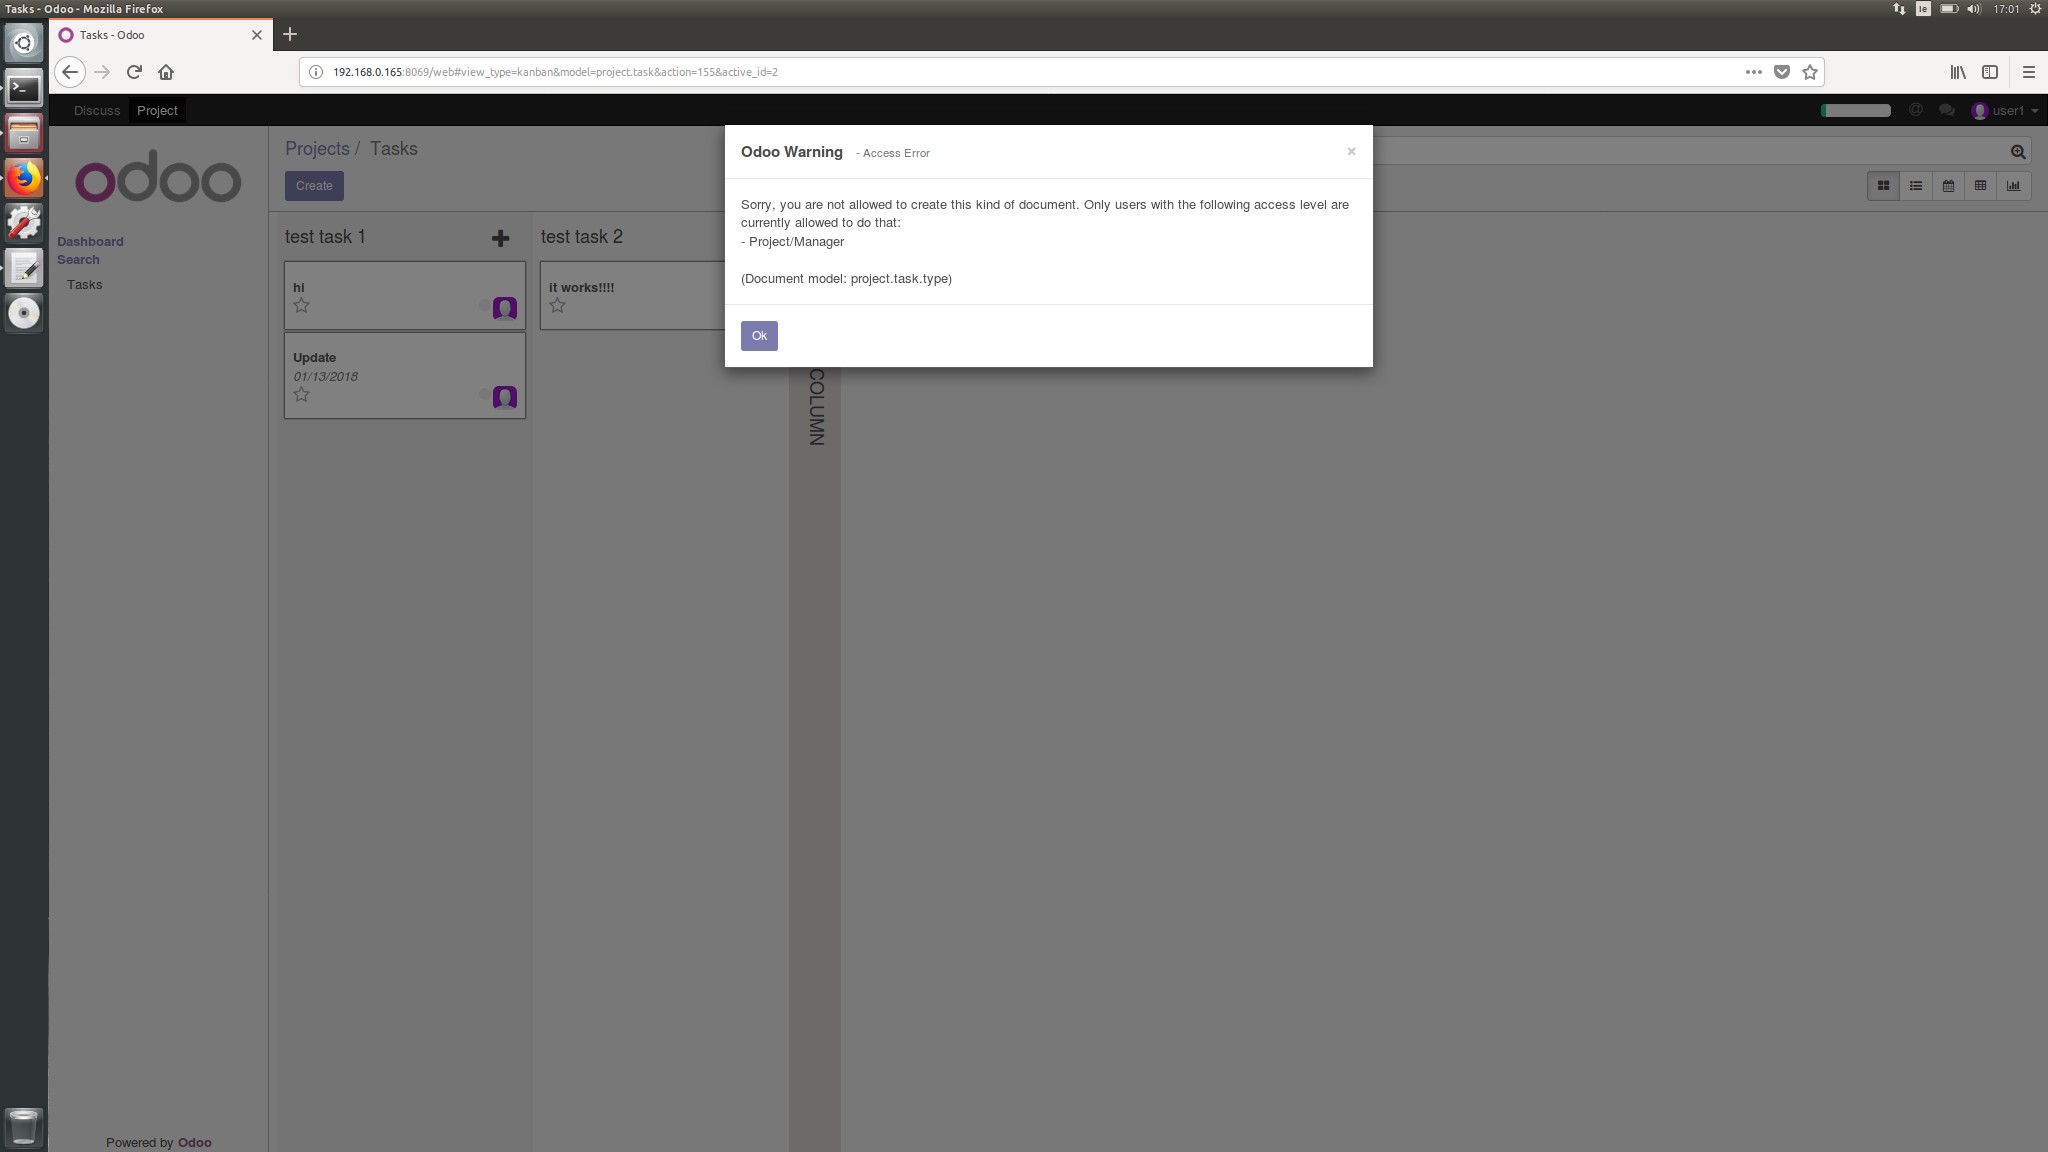 Tasks - Odoo - Mozilla Firefox
17:01
Tasks - Odoo
192.168.0.165:8069/web#view_type=kanban&model=project.task&action=155&active_id=2
Discuss Project
@ user1
odoo
Dashboard
Search
Tasks
Projects / Tasks
Create
test task 1
hi
Update
01/13/2018
test task 2
it works!!!!
COLUMN
Odoo Warning - Access Error
×
Sorry, you are not allowed to create this kind of document. Only users with the following access level are
currently allowed to do that:
- Project/Manager
(Document model: project.task.type)
Ok
Powered by Odoo